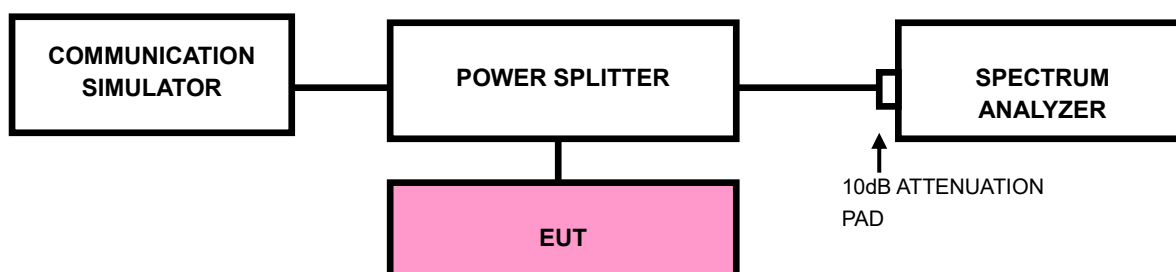 COMMUNICATION
SIMULATOR
POWER SPLITTER
SPECTRUM
ANALYZER
10dB ATTENUATION
PAD
EUT